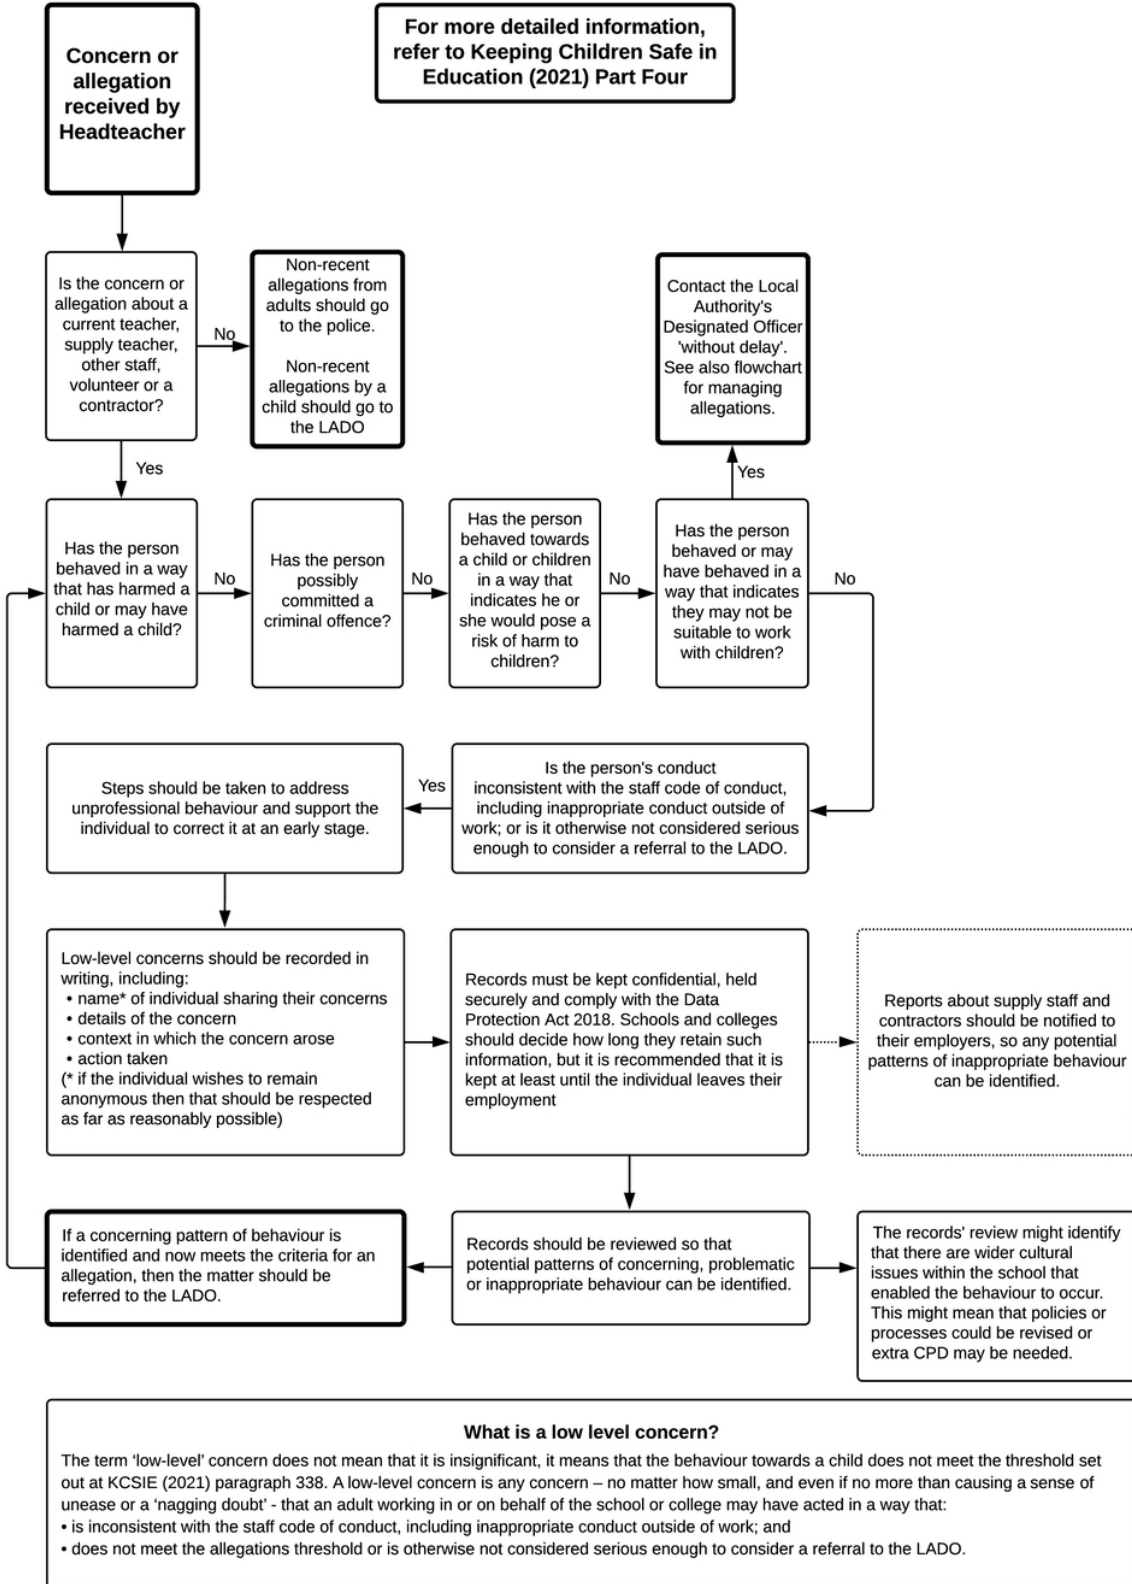 Concern or
allegation
received by
Headteacher
For more detailed information,
refer to Keeping Children Safe in
Education (2021) Part Four
Is the concern or
allegation about a
current teacher,
supply teacher,
other staff,
volunteer or a
contractor?
No
Non-recent
allegations from
adults should go
to the police.
Non-recent
allegations by a
child should go to
the LADO
Contact the Local
Authority's
Designated Officer
'without delay'.
See also flowchart
for managing
allegations.
Yes
Yes
Has the person
behaved in a way
that has harmed a
child or may have
harmed a child?
No
Has the person
possibly
committed a
criminal offence?
No
Has the person
behaved towards
a child or children
in a way that
indicates he or
she would pose a
risk of harm to
children?
No
Has the person
behaved or may
have behaved in a
way that indicates
they may not be
suitable to work
with children?
No
Is the person's conduct
inconsistent with the staff code of conduct,
including inappropriate conduct outside of
work; or is it otherwise not considered serious
enough to consider a referral to the LADO.
Yes
Steps should be taken to address
unprofessional behaviour and support the
individual to correct it at an early stage.
Low-level concerns should be recorded in
writing, including:
• name* of individual sharing their concerns
• details of the concern
• context in which the concern arose
• action taken
(* if the individual wishes to remain
anonymous then that should be respected
as far as reasonably possible)
Records must be kept confidential, held
securely and comply with the Data
Protection Act 2018. Schools and colleges
should decide how long they retain such
information, but it is recommended that it is
kept at least until the individual leaves their
employment
Reports about supply staff and
contractors should be notified to
their employers, so any potential
patterns of inappropriate behaviour
can be identified.
If a concerning pattern of behaviour is
identified and now meets the criteria for an
allegation, then the matter should be
referred to the LADO.
Records should be reviewed so that
potential patterns of concerning, problematic
or inappropriate behaviour can be identified.
The records' review might identify
that there are wider cultural
issues within the school that
enabled the behaviour to occur.
This might mean that policies or
processes could be revised or
extra CPD may be needed.
What is a low level concern?
The term ‘low-level’ concern does not mean that it is insignificant, it means that the behaviour towards a child does not meet the threshold set
out at KCSIE (2021) paragraph 338. A low-level concern is any concern – no matter how small, and even if no more than causing a sense of
unease or a ‘nagging doubt’ - that an adult working in or on behalf of the school or college may have acted in a way that:
• is inconsistent with the staff code of conduct, including inappropriate conduct outside of work; and
• does not meet the allegations threshold or is otherwise not considered serious enough to consider a referral to the LADO.